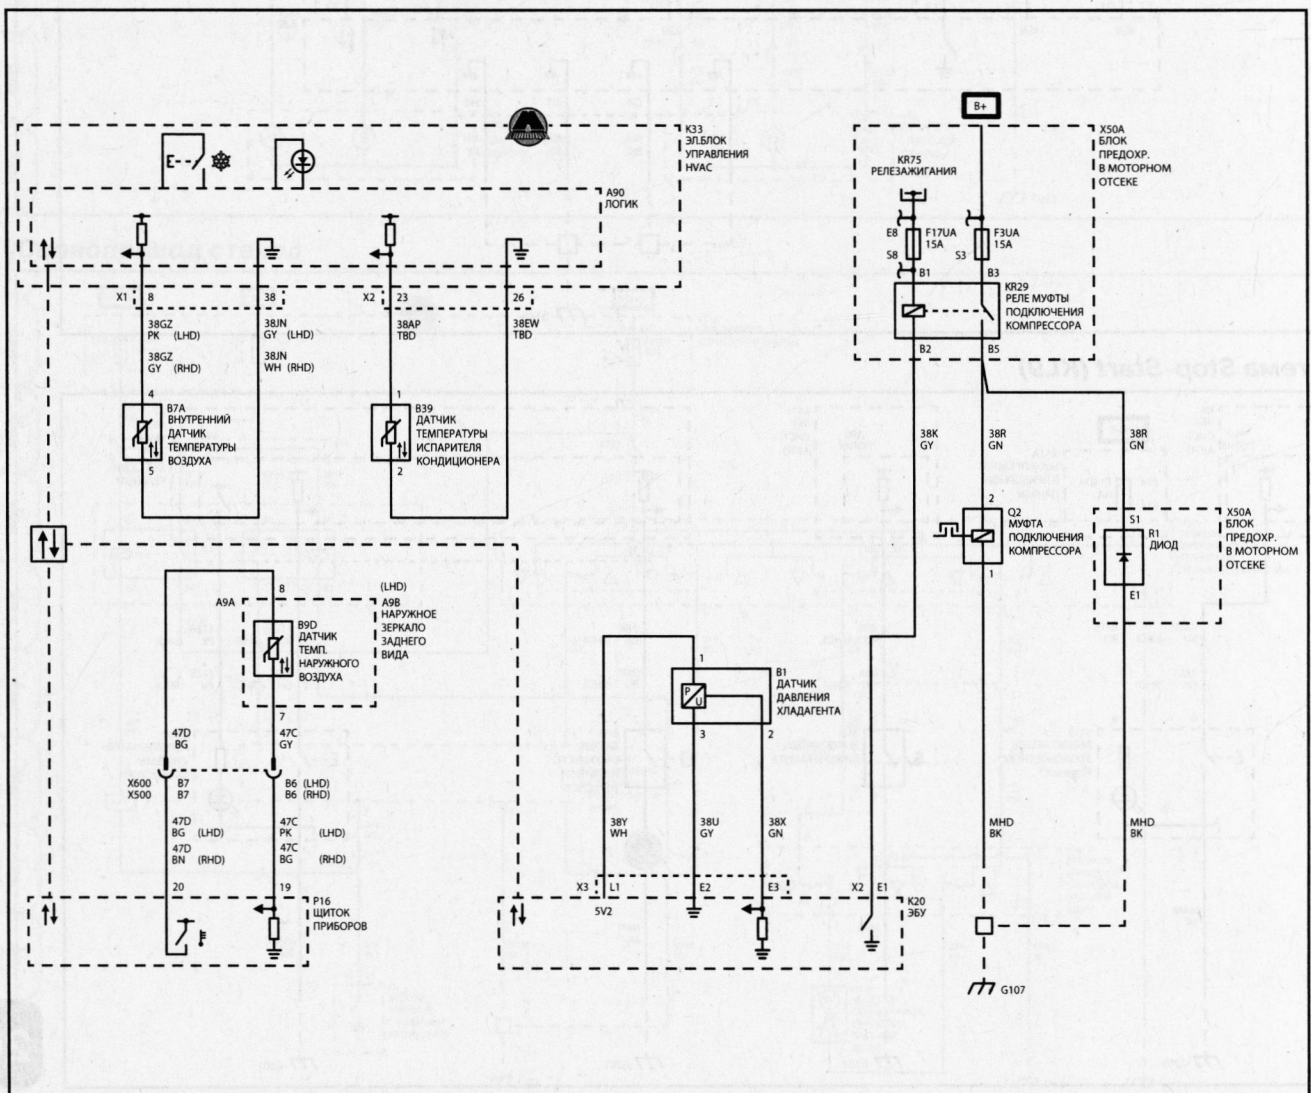 B+
K33
ЭЛ.БЛОК
УПРАВЛЕНИЯ
HVAC
X50A
БЛОК
ПРЕДОХР.
В МОТОРНОМ
ОТСЕКЕ
KR75
РЕЛЕЗАЖИГАНИЯ
A90
ЛОГИК
E8
F17UA
15A
F3UA
15A
S8
S3
B1
B3
KR29
РЕЛЕ МУФТЫ
ПОДКЛЮЧЕНИЯ
КОМПРЕССОРА
B2
B5
X1
8
38
X2
23
26
38GZ
PK (LHD)
38JN
GY (LHD)
38AP
TBD
38EW
TBD
38GZ
GY (RHD)
38JN
WH (RHD)
4
B7A
ВНУТРЕННИЙ
ДАТЧИК
ТЕМПЕРАТУРЫ
ВОЗДУХА
5
1
B39
ДАТЧИК
ТЕМПЕРАТУРЫ
ИСПАРИТЕЛЯ
КОНДИЦИОНЕРА
2
38K
GY
38R
GN
38R
GN
2
Q2
МУФТА
ПОДКЛЮЧЕНИЯ
КОМПРЕССОРА
1
S1
R1
ДИОД
E1
X50A
БЛОК
ПРЕДОХР.
В МОТОРНОМ
ОТСЕКЕ
8
(LHD)
A9A
A9B
НАРУЖНОЕ
ЗЕРКАЛО
ЗАДНЕГО
ВИДА
B9D
ДАТЧИК
ТЕМП.
НАРУЖНОГО
ВОЗДУХА
7
47D
BG
47C
GY
X600
X500
B7
B7
B6 (LHD)
B6 (RHD)
47D
BG (LHD)
47D
BN (RHD)
47C
PK (LHD)
47C
BG (RHD)
20
19
P16
ЩИТОК
ПРИБОРОВ
1
P
U
B1
ДАТЧИК
ДАВЛЕНИЯ
ХЛАДАГЕНТА
3
2
38Y
WH
38U
GY
38X
GN
MHD
BK
MHD
BK
X3
L1
E2
E3
X2
E1
5V2
K20
ЭБУ
G107